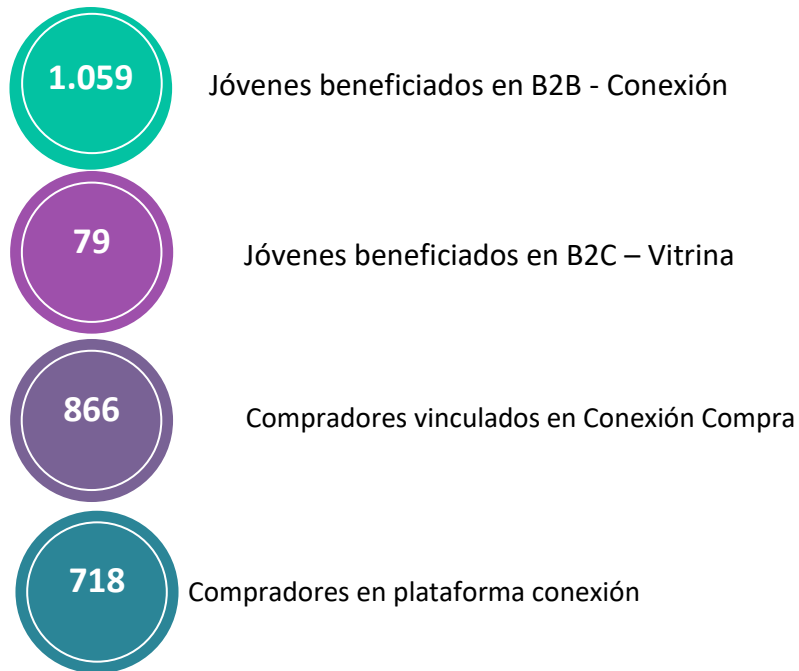 1.059
Jóvenes beneficiados en B2B - Conexión
79
Jóvenes beneficiados en B2C – Vitrina
866
Compradores vinculados en Conexión Compra
718
Compradores en plataforma conexión